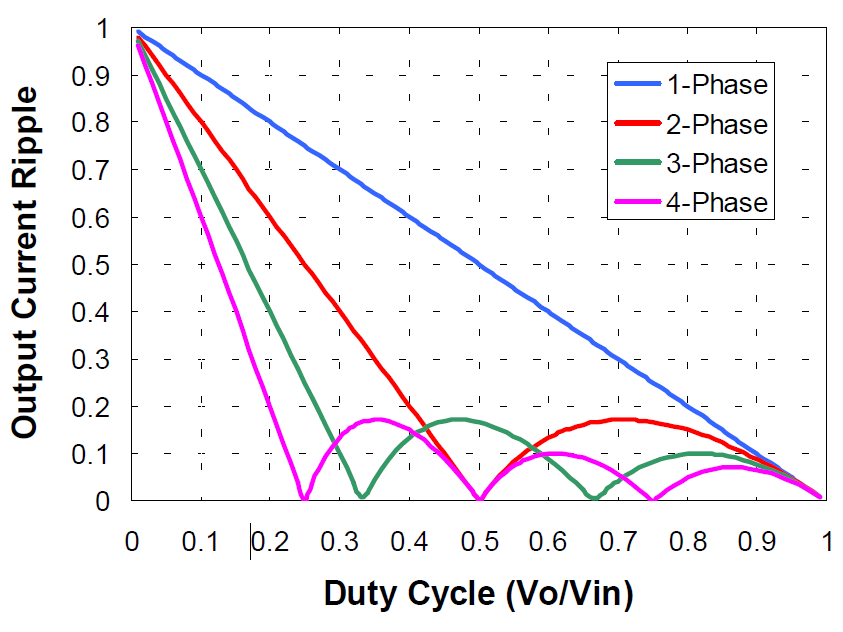 Output Current Ripple
1
0.9
0.8
0.7
0.6
0.5
0.4
0.3
0.2
0.1
0
1-Phase
2-Phase
3-Phase
4-Phase
0 0.1 0.2 0.3 0.4 0.5 0.6 0.7 0.8 0.9 1
Duty Cycle (Vo/Vin)